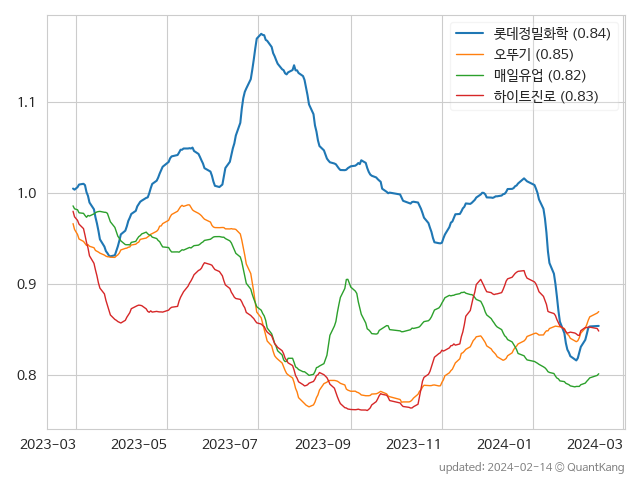 롯데정밀화학 (0.84)
오뚜기 (0.85)
매일유업 (0.82)
하이트진로 (0.83)
1.1
1.0
0.9
0.8
2023-03 2023-05 2023-07 2023-09 2023-11 2024-01 2024-03
updated: 2024-02-14 © QuantKang